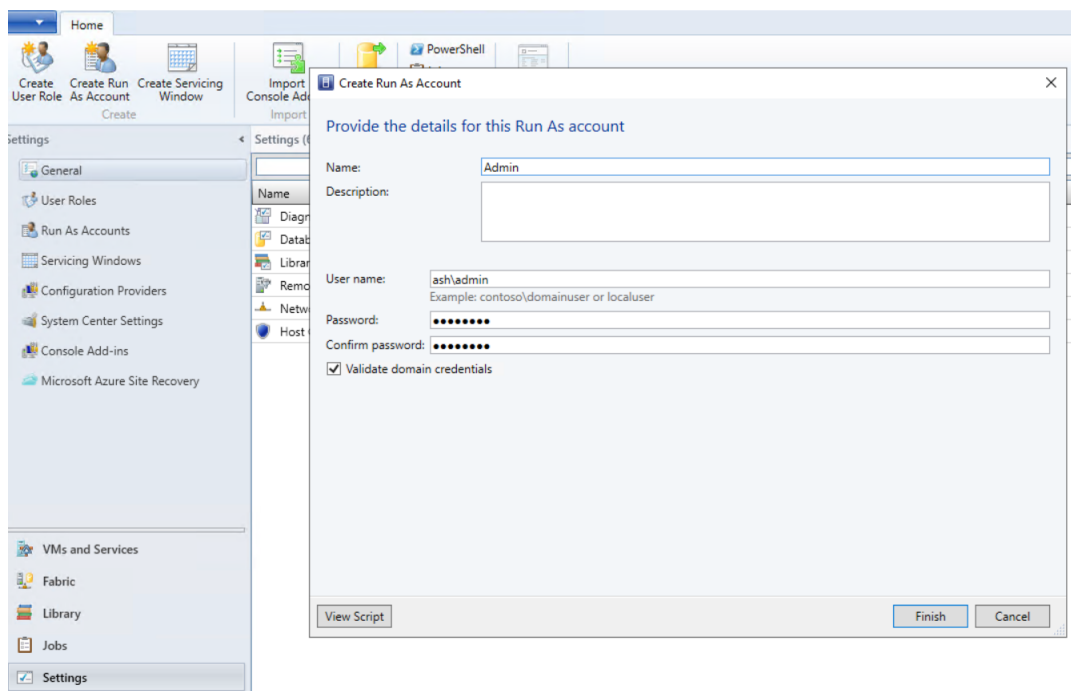 Home
PowerShell
Create User Role
Create Run As Account
Create Servicing Window
Import Console Add
Create
Import
Settings
Settings (6
General
User Roles
Run As Accounts
Servicing Windows
Configuration Providers
System Center Settings
Console Add-ins
Microsoft Azure Site Recovery
Name
Diagr
Datab
Librar
Remo
Netw
Host
VMs and Services
Fabric
Library
Jobs
Settings
Create Run As Account
Provide the details for this Run As account
Name:
Admin
Description:
User name:
ash\admin
Example: contoso\domainuser or localuser
Password:
●●●●●●●●
Confirm password:
●●●●●●●●
Validate domain credentials
View Script
Finish
Cancel